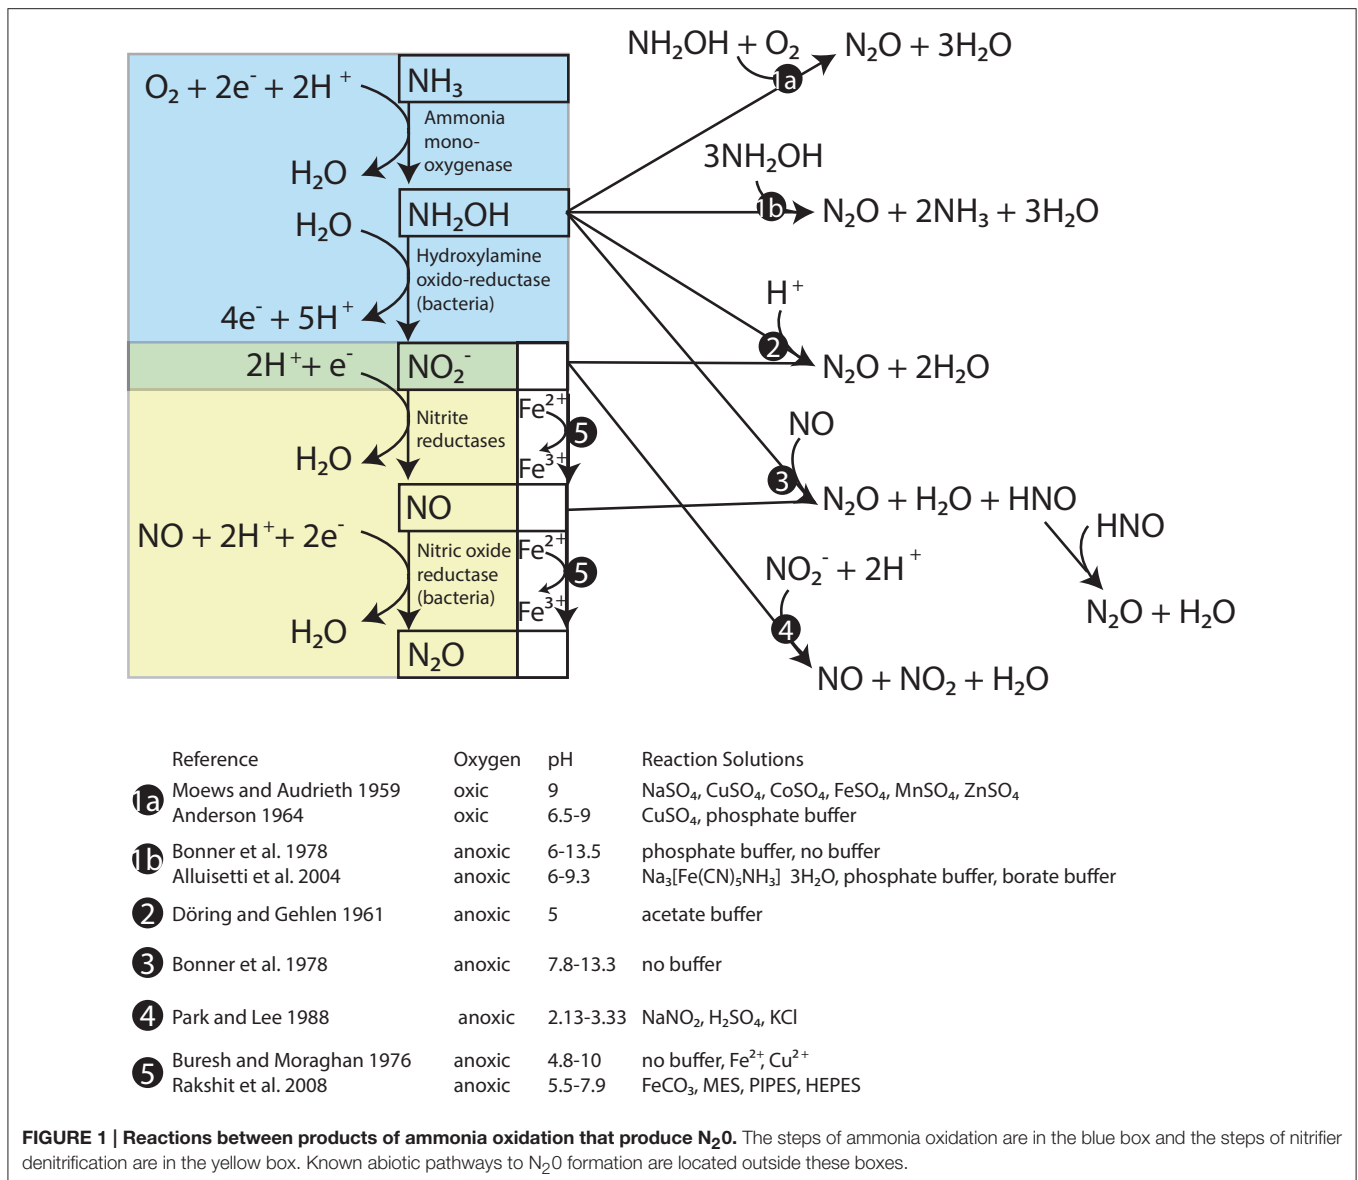 O₂ + 2e⁻ + 2H⁺
NH₃
Ammonia
mono-
oxygenase
H₂O
NH₂OH
H₂O
Hydroxylamine
oxido-reductase
(bacteria)
4e⁻ + 5H⁺
NO₂⁻
2H⁺+ e⁻
Nitrite
reductases
Fe²⁺
5
Fe³⁺
H₂O
NO
NO + 2H⁺+ 2e⁻
Nitric oxide
reductase
(bacteria)
Fe²⁺
5
Fe³⁺
H₂O
N₂O
NH₂OH + O₂
1a
N₂O + 3H₂O
3NH₂OH
1b
N₂O + 2NH₃ + 3H₂O
H⁺
2
N₂O + 2H₂O
NO
3
N₂O + H₂O + HNO
HNO
N₂O + H₂O
NO₂⁻ + 2H⁺
4
NO + NO₂ + H₂O
Reference Oxygen pH Reaction Solutions
1a
Moews and Audrieth 1959 oxic 9 NaSO₄, CuSO₄, CoSO₄, FeSO₄, MnSO₄, ZnSO₄
Anderson 1964 oxic 6.5-9 CuSO₄, phosphate buffer
1b
Bonner et al. 1978 anoxic 6-13.5 phosphate buffer, no buffer
Alluisetti et al. 2004 anoxic 6-9.3 Na₃[Fe(CN)₅NH₃] 3H₂O, phosphate buffer, borate buffer
2 Döring and Gehlen 1961 anoxic 5 acetate buffer
3 Bonner et al. 1978 anoxic 7.8-13.3 no buffer
4 Park and Lee 1988 anoxic 2.13-3.33 NaNO₂, H₂SO₄, KCl
5
Buresh and Moraghan 1976 anoxic 4.8-10 no buffer, Fe²⁺, Cu²⁺
Rakshit et al. 2008 anoxic 5.5-7.9 FeCO₃, MES, PIPES, HEPES
FIGURE 1 | Reactions between products of ammonia oxidation that produce N₂0. The steps of ammonia oxidation are in the blue box and the steps of nitrifier
denitrification are in the yellow box. Known abiotic pathways to N₂0 formation are located outside these boxes.